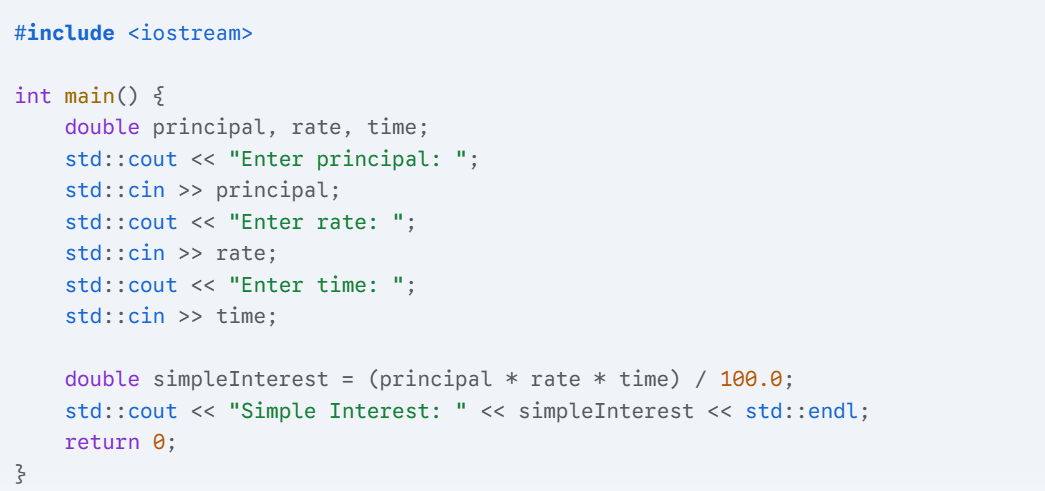 #include <iostream>

int main() {
    double principal, rate, time;
    std::cout << "Enter principal: ";
    std::cin >> principal;
    std::cout << "Enter rate: ";
    std::cin >> rate;
    std::cout << "Enter time: ";
    std::cin >> time;

    double simpleInterest = (principal * rate * time) / 100.0;
    std::cout << "Simple Interest: " << simpleInterest << std::endl;
    return 0;
}